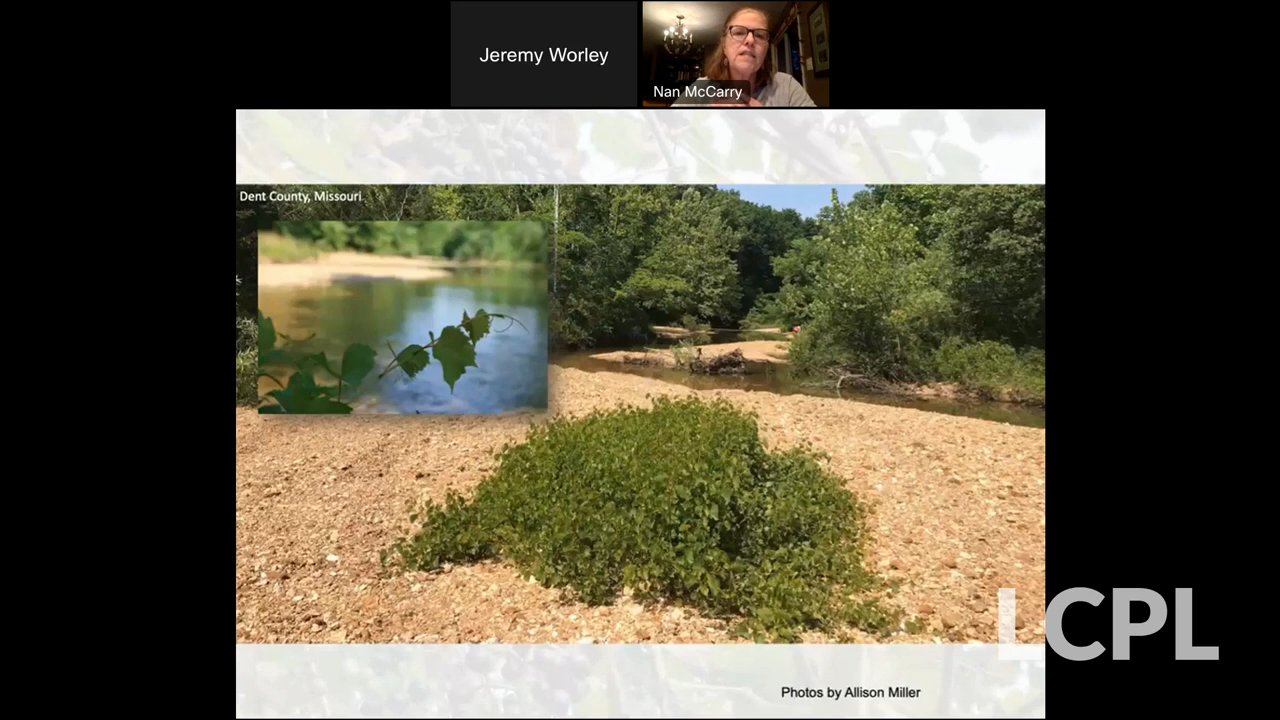 Jeremy Worley
Nan McCarry
Dent County, Missouri
LCPL
Photos by Allison Miller